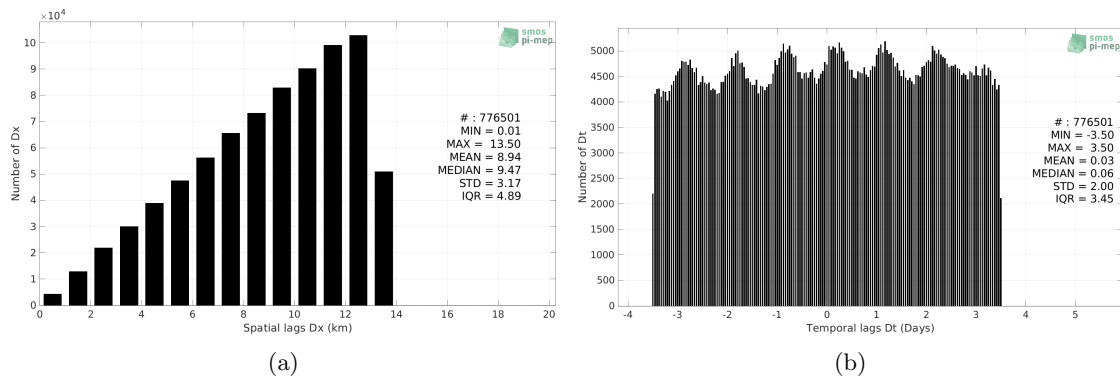 ×10^4
10
9
8
7
6
5
4
3
2
1
0
Number of Dx
0 2 4 6 8 10 12 14 16 18 20
Spatial lags Dx (km)
smos
pi-mep
# : 776501
MIN = 0.01
MAX = 13.50
MEAN = 8.94
MEDIAN = 9.47
STD = 3.17
IQR = 4.89
(a)
5000
4500
4000
3500
3000
2500
2000
1500
1000
500
0
Number of Dt
-4 -3 -2 -1 0 1 2 3 4 5
Temporal lags Dt (Days)
smos
pi-mep
# : 776501
MIN = -3.50
MAX = 3.50
MEAN = 0.03
MEDIAN = 0.06
STD = 2.00
IQR = 3.45
(b)